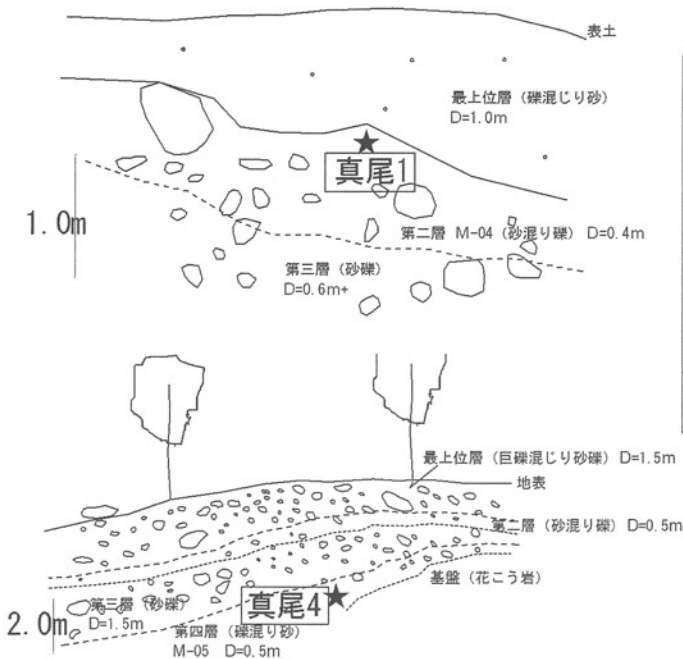 表土
最上位層（礫混じり砂）
D=1.0m
真尾1
1.0m
第二層 M-04（砂混り礫） D=0.4m
第三層（砂礫）
D=0.6m+
最上位層（巨礫混じり砂礫） D=1.5m
地表
第二層（砂混り礫） D=0.5m
基盤（花こう岩）
真尾4
2.0m
第三層（砂礫）
D=1.5m
第四層（礫混り砂）
M-05 D=0.5m